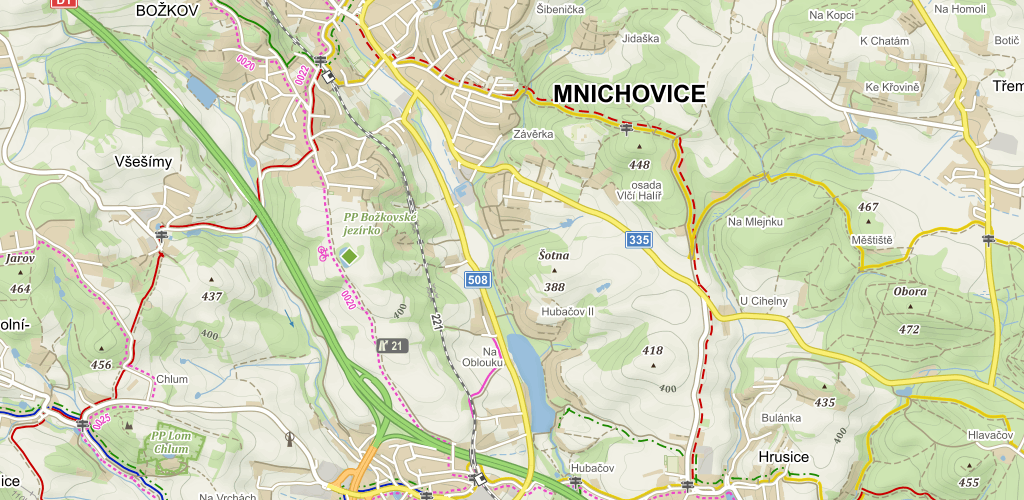 D1
BOŽKOV
Šibenička
Na Kopci
Na Homoli
Jidaška
K Chatám
Botič
0020
0022
Ke Křovině
Třem
MNICHOVICE
Závěrka
Všešímy
448
osada
Vlčí Halíř
467
PP Božkovské
jezírko
Na Mlejnku
335
Měštiště
Jarov
464
Šotna
388
508
437
0020
400
221
Obora
472
U Cihelny
Hubačov II
olní-
400
21
Na
Oblouku
418
400
456
Chlum
435
Bulánka
0025
PP Lom
Chlum
400
Hlavačov
Hrusice
Hubačov
455
ice
Na Vrchách